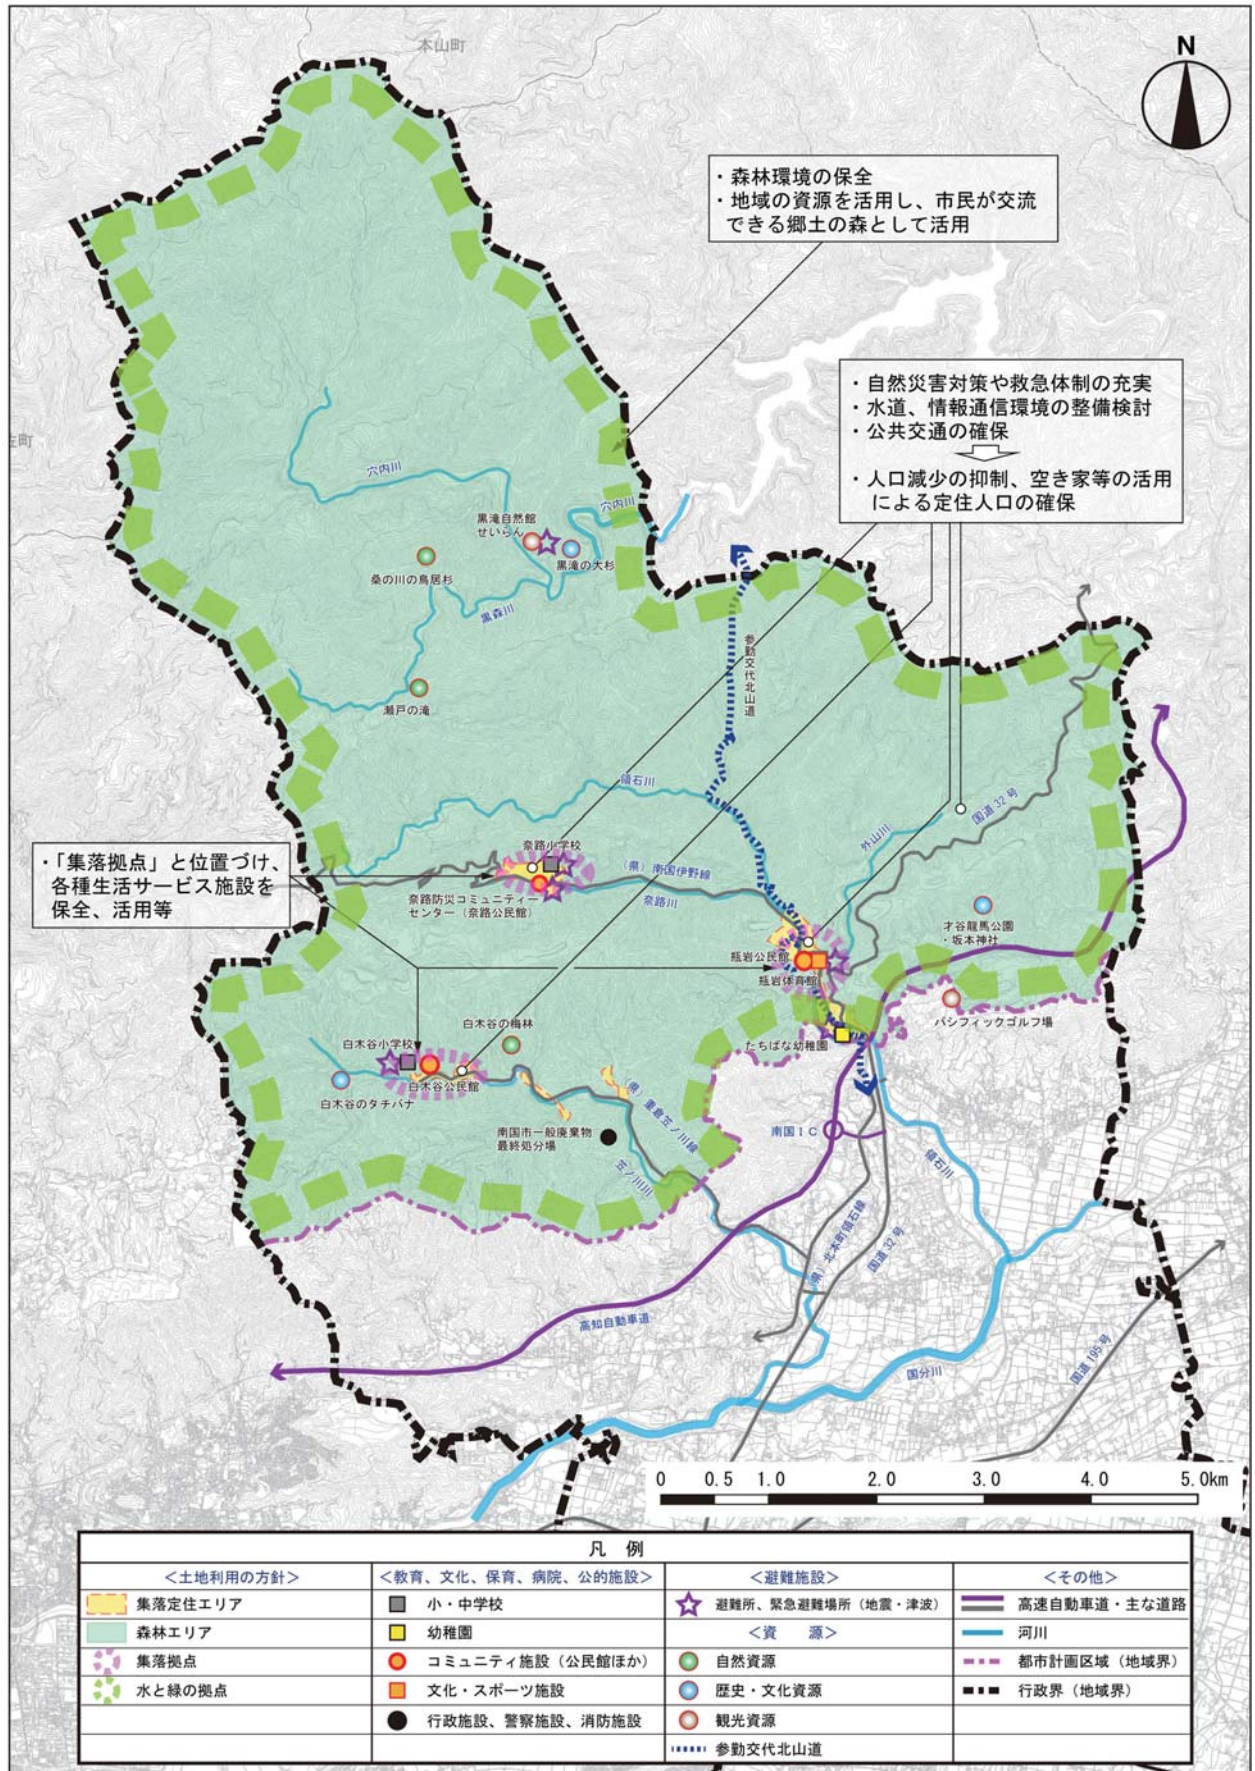 本山町
N
・森林環境の保全
・地域の資源を活用し、市民が交流
できる郷土の森として活用
・自然災害対策や救急体制の充実
・水道、情報通信環境の整備検討
・公共交通の確保
・人口減少の抑制、空き家等の活用
による定住人口の確保
町
穴内川
穴内川
黒滝自然館
せいらん
黒滝の大杉
桑の川の鳥居杉
黒森川
参勤交代北山道
瀬戸の滝
領石川
国道32号
外山川
・「集落拠点」と位置づけ、
各種生活サービス施設を
保全、活用等
奈路小学校
（県）南国伊野線
奈路防災コミュニティー
センター（奈路公民館）
奈路川
才谷龍馬公園
・坂本神社
瓶岩公民館
瓶岩体育館
パシフィックゴルフ場
白木谷の梅林
白木谷小学校
たちばな幼稚園
白木谷公民館
白木谷のタチバナ
（県）重倉笠ノ川線
南国市一般廃棄物
最終処分場
南国IC
笠ノ川川
領石川
（県）北本町領石線
国道32号
高知自動車道
国道195号
国分川
0 0.5 1.0 2.0 3.0 4.0 5.0km
凡 例
＜土地利用の方針＞
集落定住エリア
森林エリア
集落拠点
水と緑の拠点
＜教育、文化、保育、病院、公的施設＞
小・中学校
幼稚園
コミュニティ施設（公民館ほか）
文化・スポーツ施設
行政施設、警察施設、消防施設
＜避難施設＞
避難所、緊急避難場所（地震・津波）
＜資 源＞
自然資源
歴史・文化資源
観光資源
参勤交代北山道
＜その他＞
高速自動車道・主な道路
河川
都市計画区域（地域界）
行政界（地域界）